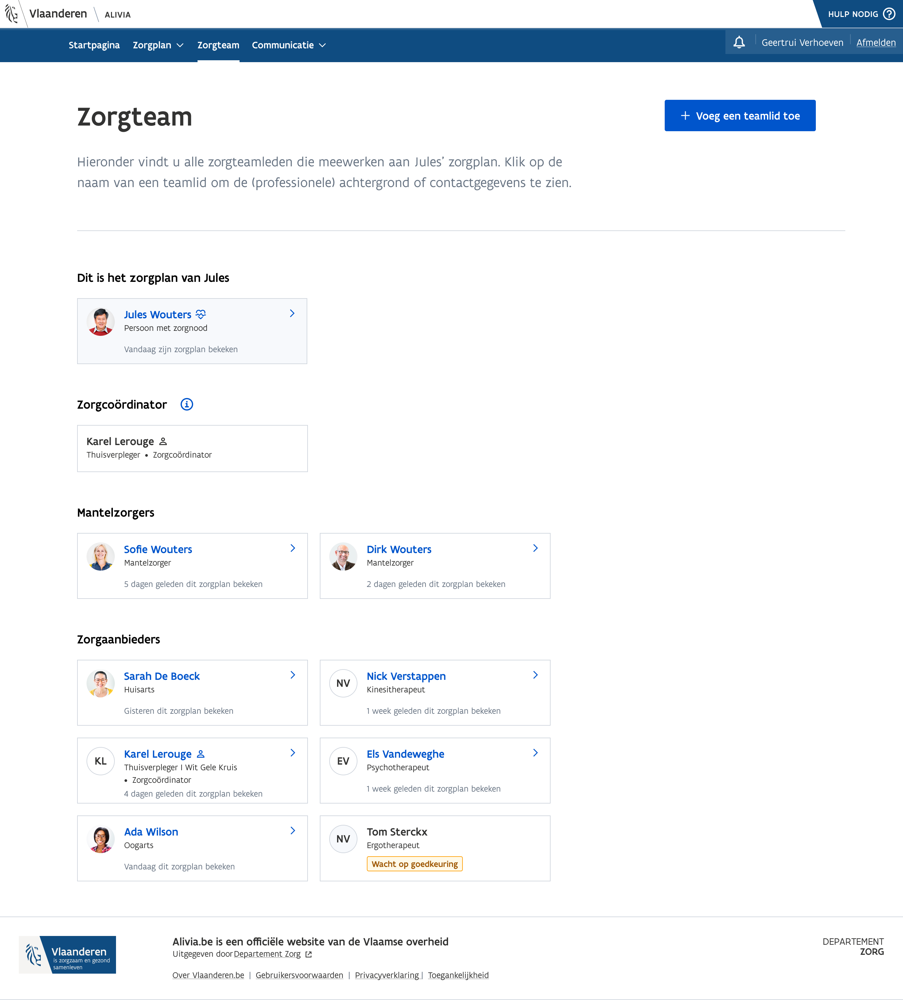 Vlaanderen
ALIVIA
HULP NODIG
Startpagina
Zorgplan
Zorgteam
Communicatie
Geertrui Verhoeven
Afmelden
Zorgteam
Voeg een teamlid toe
Hieronder vindt u alle zorgteamleden die meewerken aan Jules’ zorgplan. Klik op de
naam van een teamlid om de (professionele) achtergrond of contactgegevens te zien.
Dit is het zorgplan van Jules
Jules Wouters
Persoon met zorgnood
Vandaag zijn zorgplan bekeken
Zorgcoördinator
Karel Lerouge
Thuisverpleger • Zorgcoördinator
Mantelzorgers
Sofie Wouters
Mantelzorger
5 dagen geleden dit zorgplan bekeken
Dirk Wouters
Mantelzorger
2 dagen geleden dit zorgplan bekeken
Zorgaanbieders
Sarah De Boeck
Huisarts
Gisteren dit zorgplan bekeken
NV
Nick Verstappen
Kinesitherapeut
1 week geleden dit zorgplan bekeken
KL
Karel Lerouge
Thuisverpleger I Wit Gele Kruis
• Zorgcoördinator
4 dagen geleden dit zorgplan bekeken
EV
Els Vandeweghe
Psychotherapeut
1 week geleden dit zorgplan bekeken
Ada Wilson
Oogarts
Vandaag dit zorgplan bekeken
NV
Tom Sterckx
Ergotherapeut
Wacht op goedkeuring
Vlaanderen
is zorgzaam en gezond
samenleven
Alivia.be is een officiële website van de Vlaamse overheid
Uitgegeven door Departement Zorg
Over Vlaanderen.be | Gebruikersvoorwaarden | Privacyverklaring | Toegankelijkheid
DEPARTEMENT
ZORG